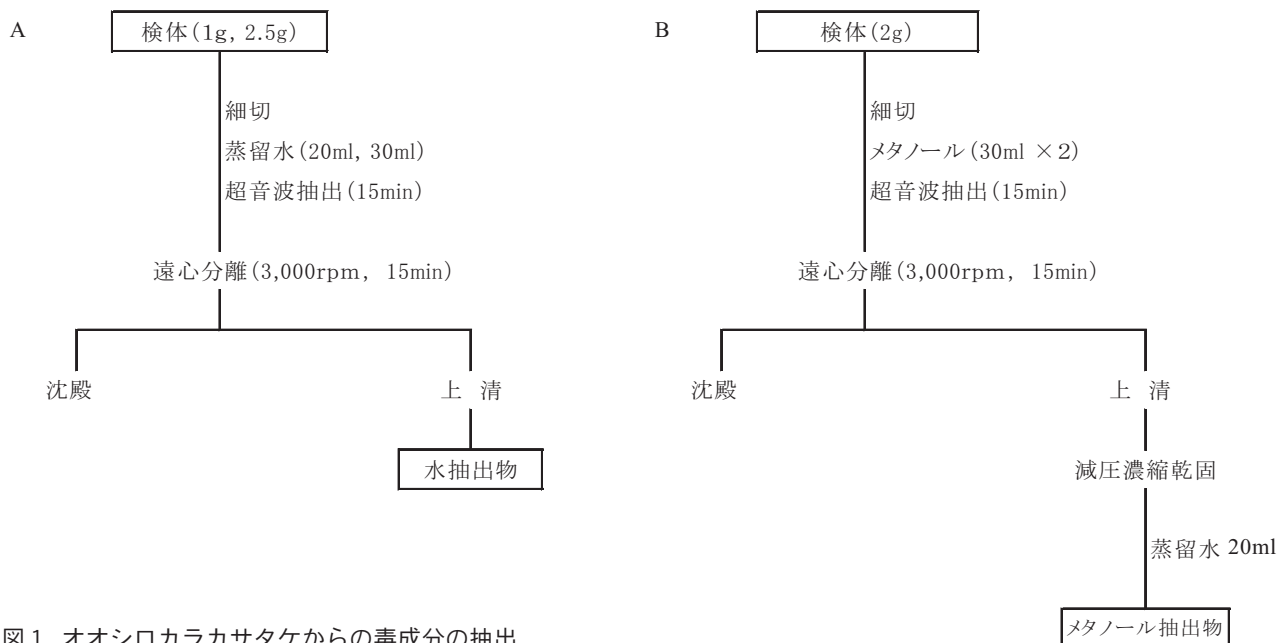 A
検体(1g, 2.5g)
細切
蒸留水(20ml, 30ml)
超音波抽出(15min)
遠心分離(3,000rpm, 15min)
沈殿
上 清
水抽出物
B
検体(2g)
細切
メタノール(30ml ×2)
超音波抽出(15min)
遠心分離(3,000rpm, 15min)
沈殿
上 清
減圧濃縮乾固
蒸留水 20ml
メタノール抽出物
図1 オオシロカラカサタケからの毒成分の抽出